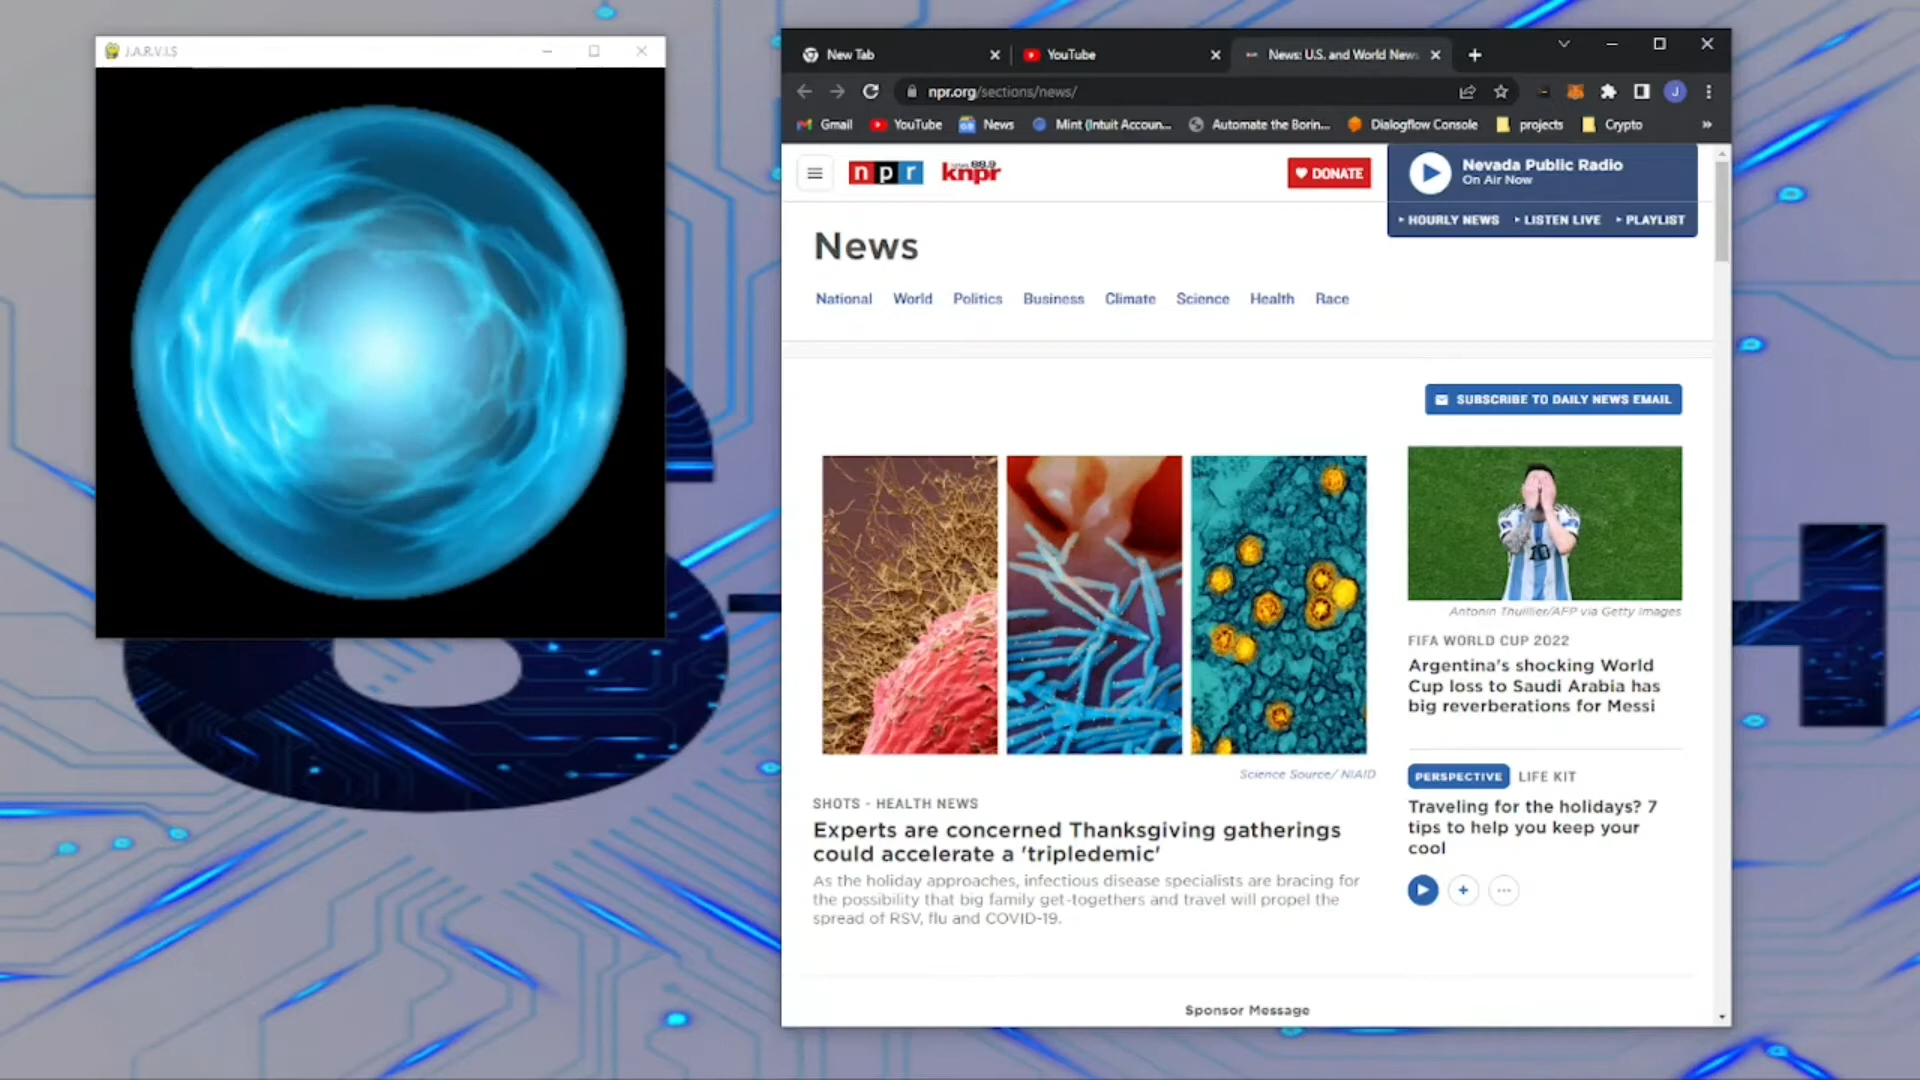 J.A.R.V.I.S
New Tab
YouTube
News: U.S. and World News
npr.org/sections/news/
J
Gmail
YouTube
News
Mint (Intuit Accoun...
Automate the Borin...
Dialogflow Console
projects
Crypto
»
npr
NEWS 88.9
knpr
DONATE
Nevada Public Radio
On Air Now
HOURLY NEWS
LISTEN LIVE
PLAYLIST
News
National World Politics Business Climate Science Health Race
SUBSCRIBE TO DAILY NEWS EMAIL
10
Science Source/ NIAID
SHOTS - HEALTH NEWS
Experts are concerned Thanksgiving gatherings
could accelerate a 'tripledemic'
As the holiday approaches, infectious disease specialists are bracing for
the possibility that big family get-togethers and travel will propel the
spread of RSV, flu and COVID-19.
Antonin Thuillier/AFP via Getty Images
FIFA WORLD CUP 2022
Argentina's shocking World
Cup loss to Saudi Arabia has
big reverberations for Messi
PERSPECTIVE LIFE KIT
Traveling for the holidays? 7
tips to help you keep your
cool
Sponsor Message